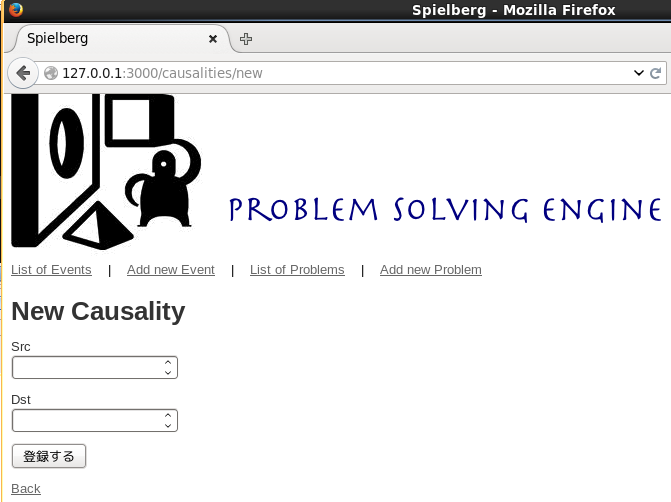 Spielberg - Mozilla Firefox
Spielberg
127.0.0.1:3000/causalities/new
PROBLEM SOLVING ENGINE
List of Events | Add new Event | List of Problems | Add new Problem
New Causality
Src
Dst
登録する
Back